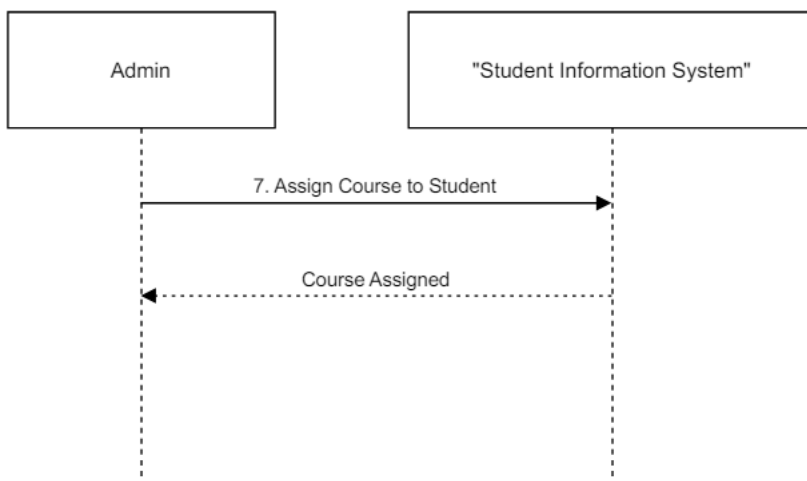 Admin
"Student Information System"
7. Assign Course to Student
Course Assigned